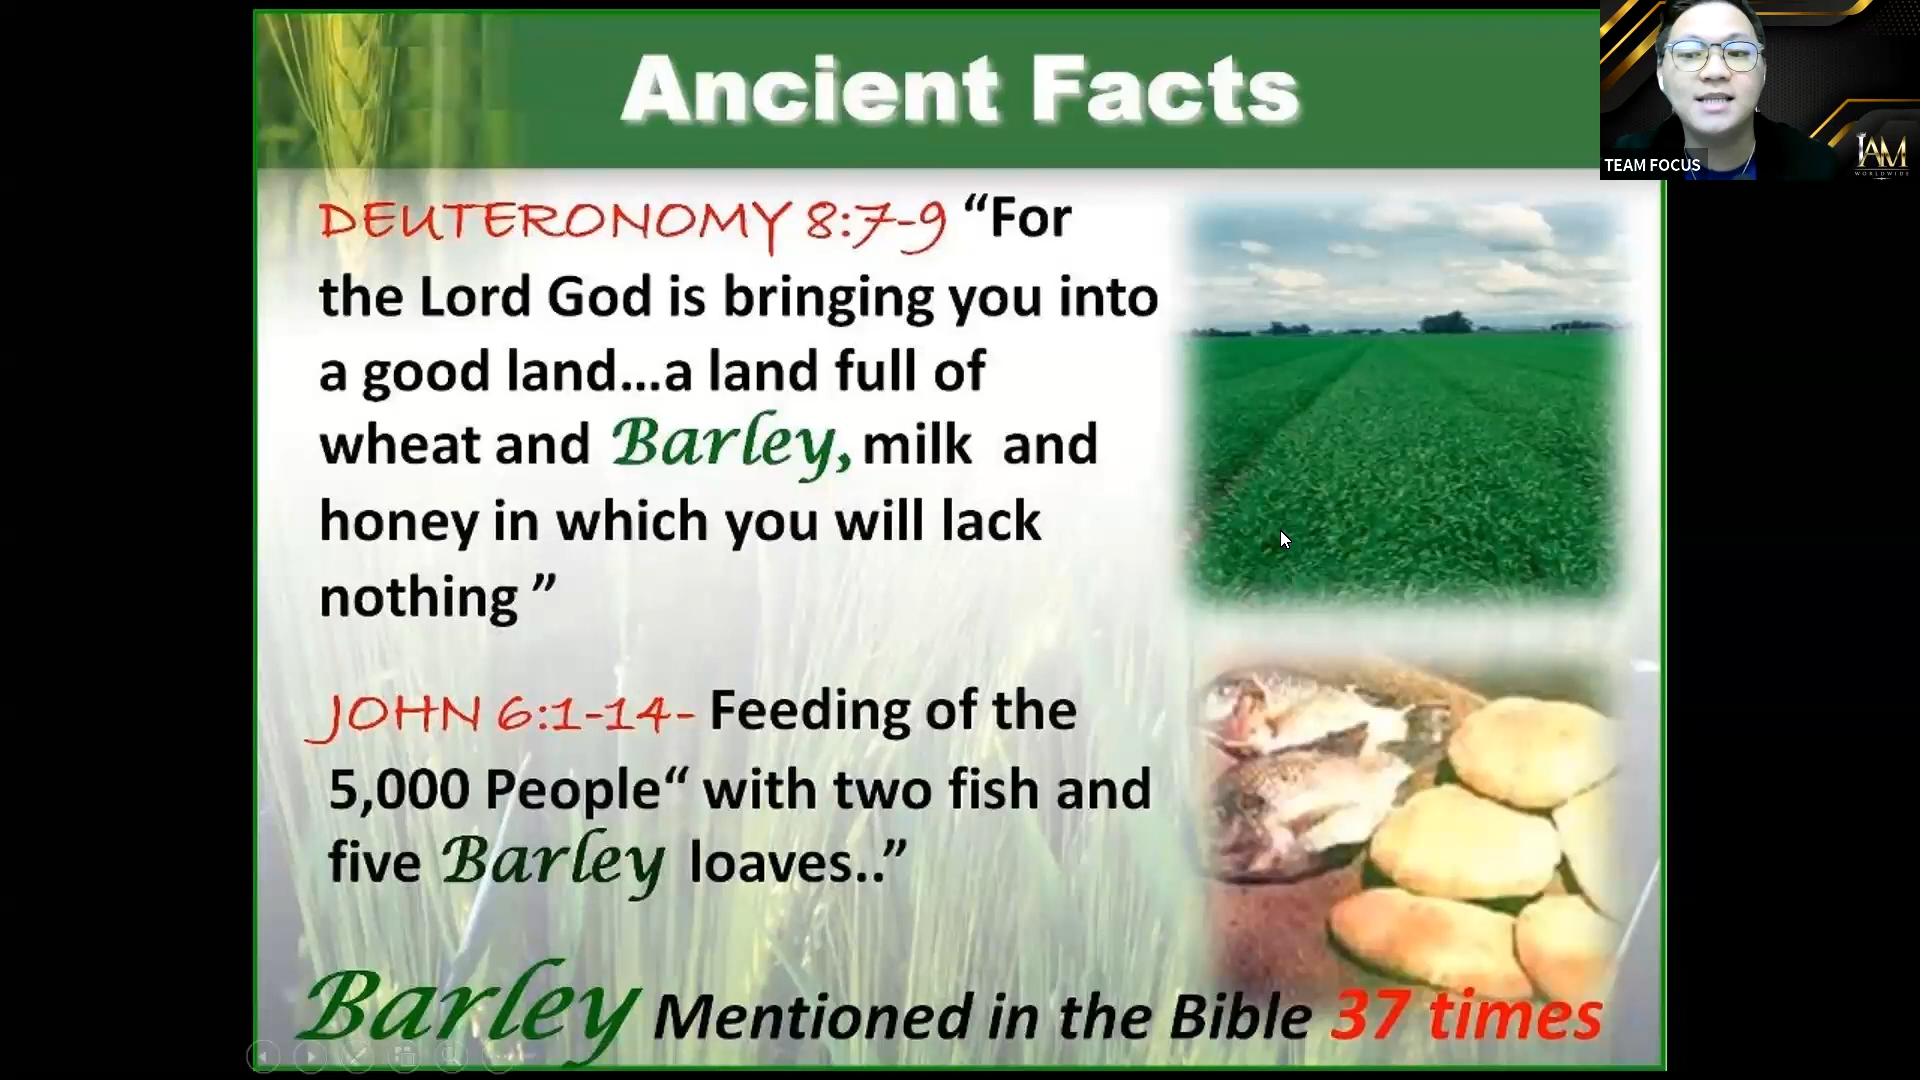 Ancient Facts
DEUTERONOMY 8:7-9 “For
the Lord God is bringing you into
a good land...a land full of
wheat and Barley, milk and
honey in which you will lack
nothing ”
JOHN 6:1-14- Feeding of the
5,000 People“ with two fish and
five Barley loaves..”
Barley Mentioned in the Bible 37 times
TEAM FOCUS
IAM
WORLDWIDE